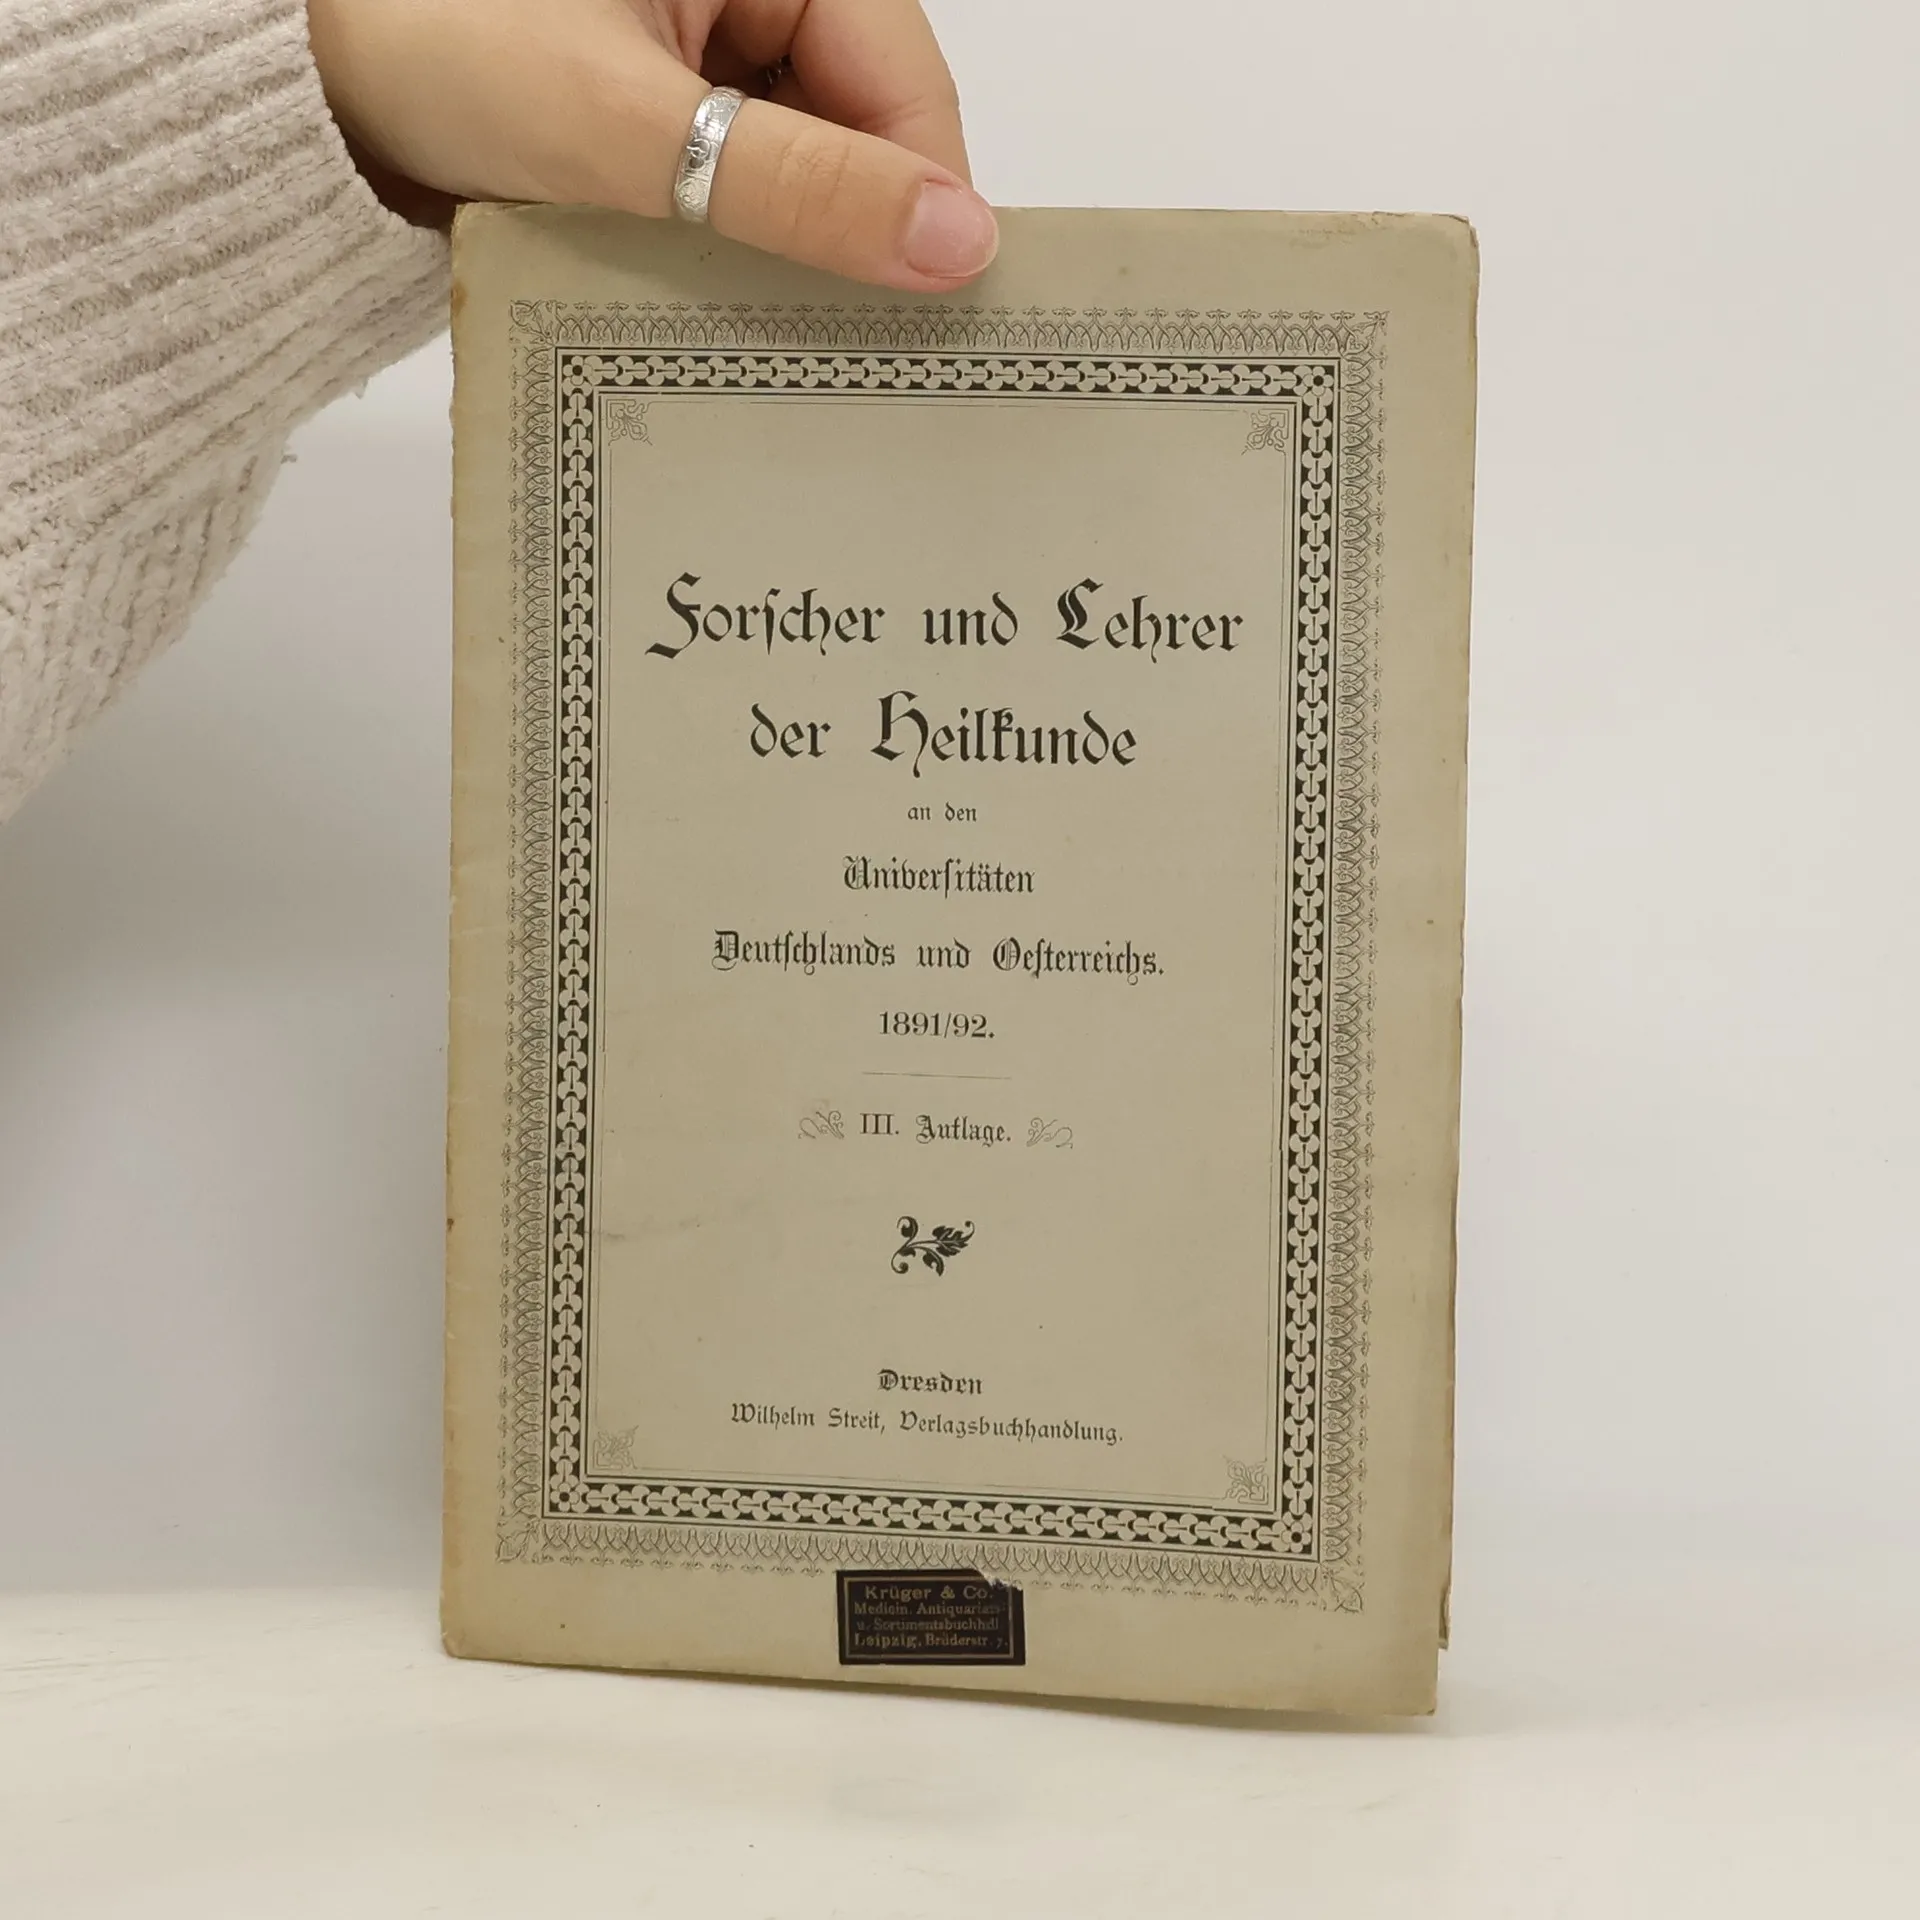 Forſcher und Lehrer
der Heilkunde
an den
Univerſitäten
Deutſchlands und Oeſterreichs.
1891/92.
III. Auflage.
Dresden
Wilhelm Streit, Verlagsbuchhandlung.
Krüger & Co.
Medicin. Antiquariats-
u. Sortimentsbuchhdl
Leipzig, Brüderstr. 7.